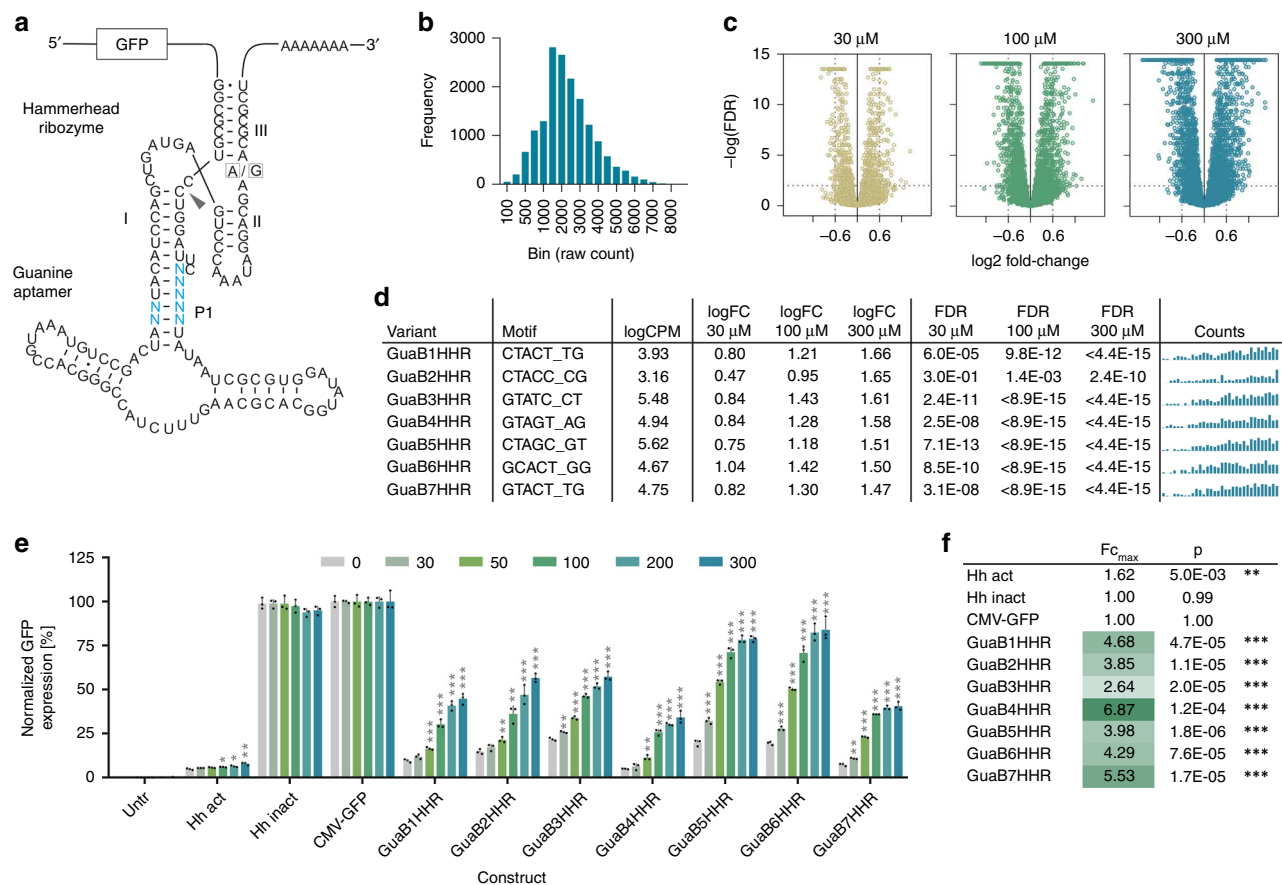 a
5′
GFP
AAAAAAA
3′
Hammerhead
ribozyme
III
A / G
I
II
Guanine
aptamer
P1
b
Frequency
3000
2000
1000
0
100
500
1000
2000
3000
4000
5000
6000
7000
8000
Bin (raw count)
c
30 μM
100 μM
300 μM
–log(FDR)
15
10
5
0
–0.6 0.6
–0.6 0.6
–0.6 0.6
log2 fold-change
d
logFC logFC logFC FDR FDR FDR
Variant Motif logCPM 30 μM 100 μM 300 μM 30 μM 100 μM 300 μM Counts
GuaB1HHR CTACT_TG 3.93 0.80 1.21 1.66 6.0E-05 9.8E-12 <4.4E-15
GuaB2HHR CTACC_CG 3.16 0.47 0.95 1.65 3.0E-01 1.4E-03 2.4E-10
GuaB3HHR GTATC_CT 5.48 0.84 1.43 1.61 2.4E-11 <8.9E-15 <4.4E-15
GuaB4HHR GTAGT_AG 4.94 0.84 1.28 1.58 2.5E-08 <8.9E-15 <4.4E-15
GuaB5HHR CTAGC_GT 5.62 0.75 1.18 1.51 7.1E-13 <8.9E-15 <4.4E-15
GuaB6HHR GCACT_GG 4.67 1.04 1.42 1.50 8.5E-10 <8.9E-15 <4.4E-15
GuaB7HHR GTACT_TG 4.75 0.82 1.30 1.47 3.1E-08 <8.9E-15 <4.4E-15
e
Normalized GFP
expression [%]
125
100
75
50
25
0
0 30 50 100 200 300
Untr
Hh act
Hh inact
CMV-GFP
GuaB1HHR
GuaB2HHR
GuaB3HHR
GuaB4HHR
GuaB5HHR
GuaB6HHR
GuaB7HHR
Construct
f
Fcmax p
Hh act 1.62 5.0E-03 **
Hh inact 1.00 0.99
CMV-GFP 1.00 1.00
GuaB1HHR 4.68 4.7E-05 ***
GuaB2HHR 3.85 1.1E-05 ***
GuaB3HHR 2.64 2.0E-05 ***
GuaB4HHR 6.87 1.2E-04 ***
GuaB5HHR 3.98 1.8E-06 ***
GuaB6HHR 4.29 7.6E-05 ***
GuaB7HHR 5.53 1.7E-05 ***